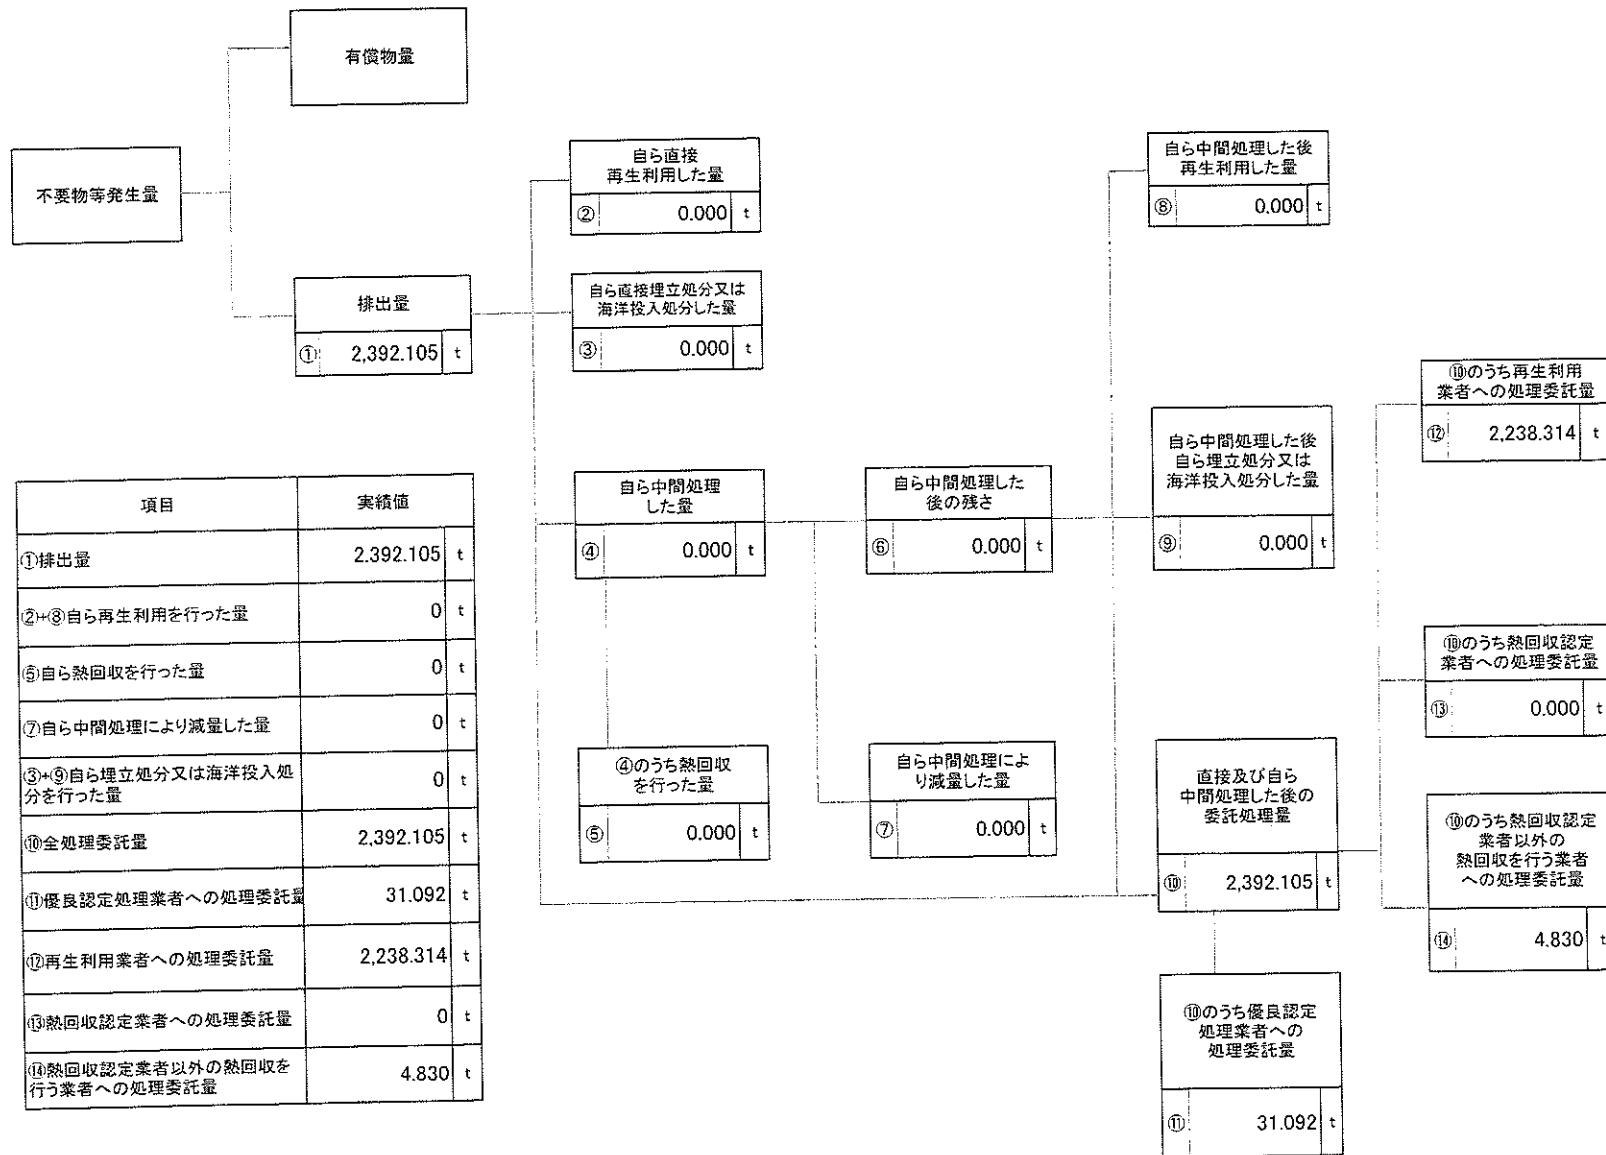 有償物量
不要物等発生量
排出量
① 2,392.105 t
自ら直接
再生利用した量
② 0.000 t
自ら直接埋立処分又は
海洋投入処分した量
③ 0.000 t
自ら中間処理
した量
④ 0.000 t
④のうち熱回収
を行った量
⑤ 0.000 t
自ら中間処理した
後の残さ
⑥ 0.000 t
自ら中間処理によ
り減量した量
⑦ 0.000 t
自ら中間処理した後
再生利用した量
⑧ 0.000 t
自ら中間処理した後
自ら埋立処分又は
海洋投入処分した量
⑨ 0.000 t
直接及び自ら
中間処理した後の
委託処理量
⑩ 2,392.105 t
⑩のうち優良認定
処理業者への
処理委託量
⑪ 31.092 t
⑩のうち再生利用
業者への処理委託量
⑫ 2,238.314 t
⑩のうち熱回収認定
業者への処理委託量
⑬ 0.000 t
⑩のうち熱回収認定
業者以外の
熱回収を行う業者
への処理委託量
⑭ 4.830 t
項目 実績値
①排出量 2.392.105 t
②+⑧自ら再生利用を行った量 0 t
⑤自ら熱回収を行った量 0 t
⑦自ら中間処理により減量した量 0 t
③+⑨自ら埋立処分又は海洋投入処
分を行った量 0 t
⑩全処理委託量 2,392.105 t
⑪優良認定処理業者への処理委託量 31.092 t
⑫再生利用業者への処理委託量 2,238.314 t
⑬熱回収認定業者への処理委託量 0 t
⑭熱回収認定業者以外の熱回収を
行う業者への処理委託量 4.830 t